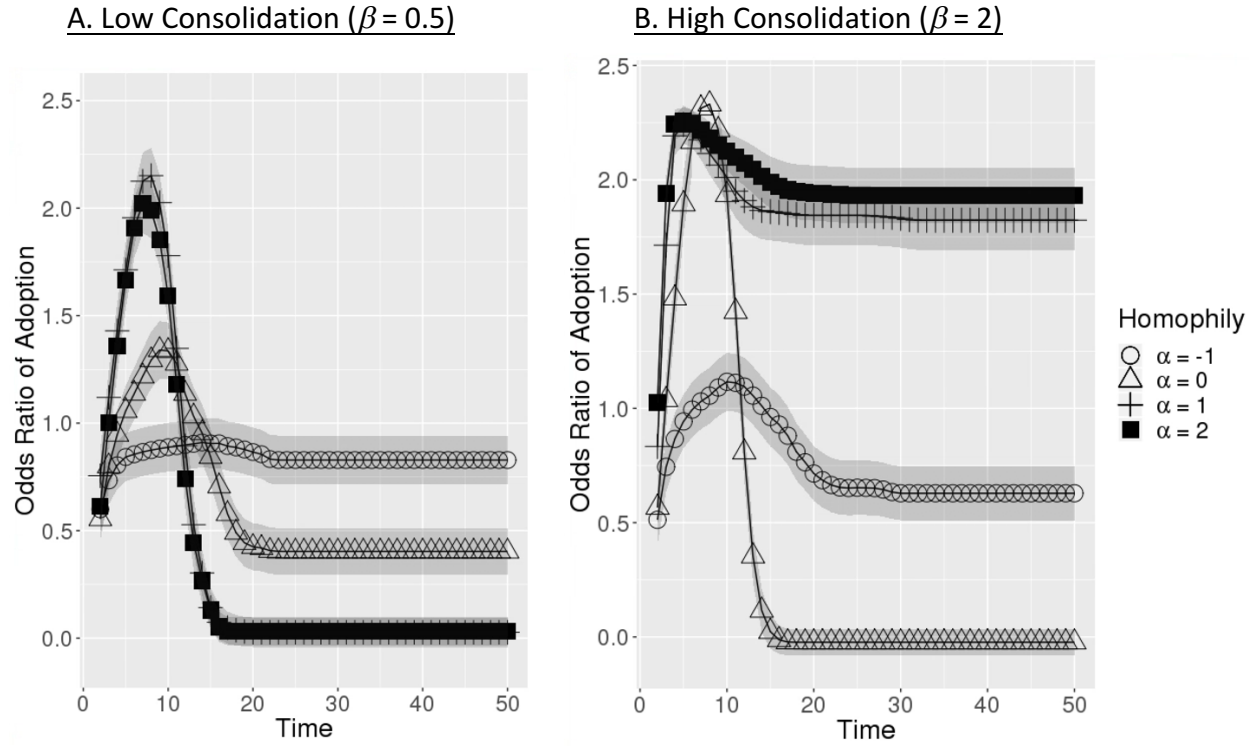 A. Low Consolidation (β = 0.5)
Odds Ratio of Adoption
2.5
2.0
1.5
1.0
0.5
0.0
0 10 20 30 40 50
Time
B. High Consolidation (β = 2)
Odds Ratio of Adoption
2.5
2.0
1.5
1.0
0.5
0.0
0 10 20 30 40 50
Time
Homophily
α = -1
α = 0
α = 1
α = 2